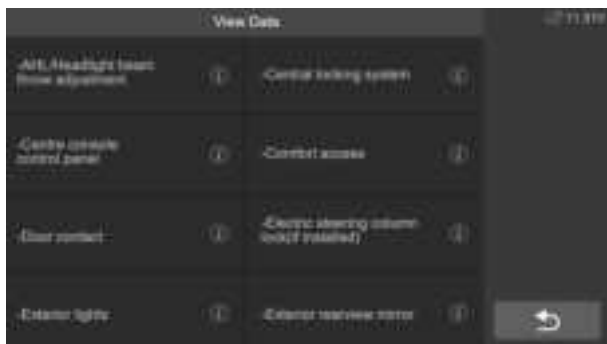 View Data
-AHL/Headlight beam
throw adjustment
-Central locking system
-Centre console
control panel
-Comfort access
-Door contact
-Electric steering column
lock(if installed)
-Exterior lights
-Exterior rearview mirror